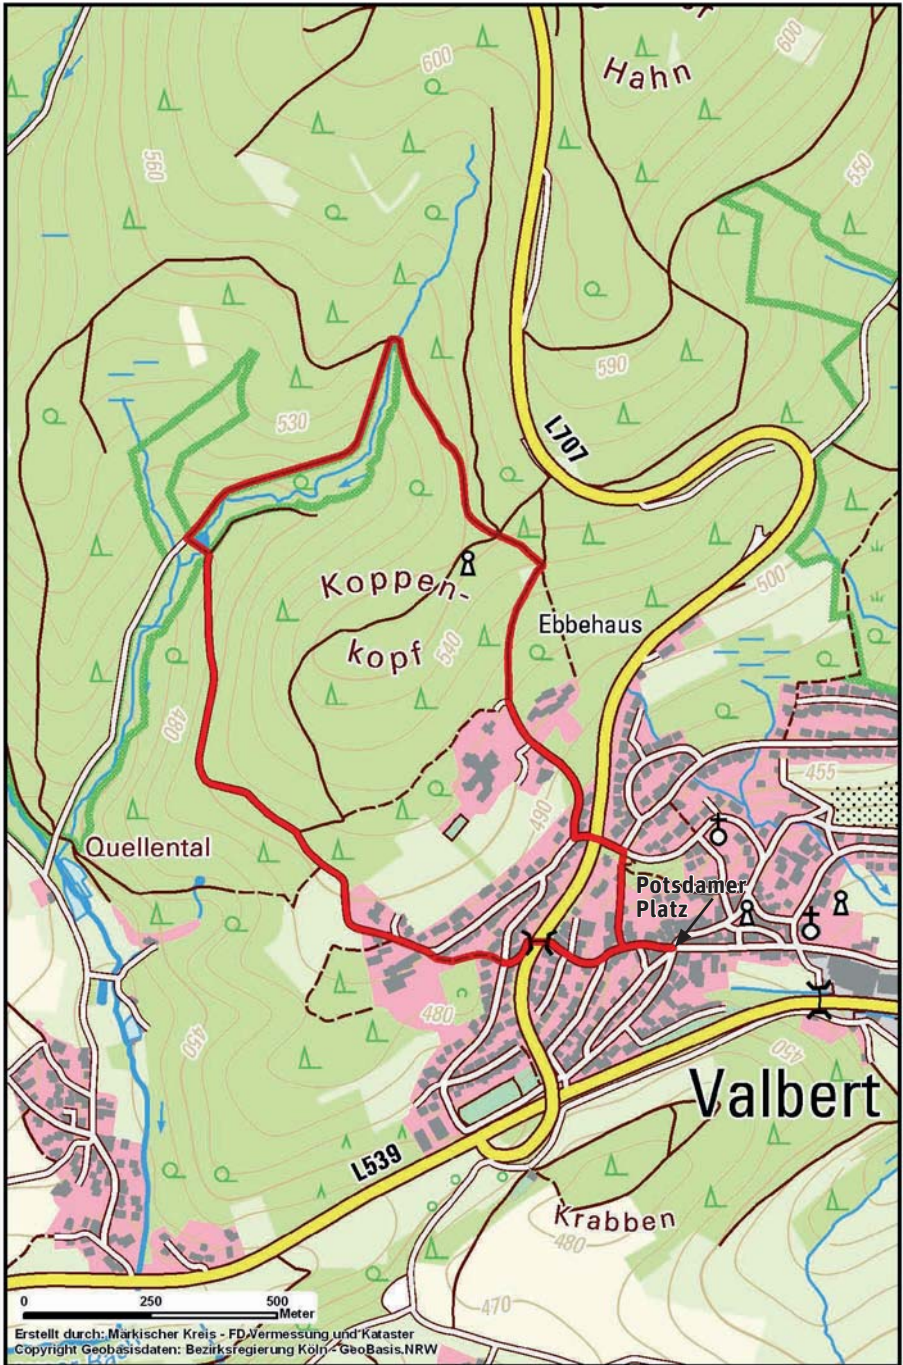 600
600
Hahn
560
550
590
530
L707
Koppen-
kopf
540
500
Ebbehaus
480
455
490
Quellental
Potsdamer
Platz
480
450
450
Valbert
L539
Krabben
480
470
0 250 500
Meter
Erstellt durch: Märkischer Kreis - FD Vermessung und Kataster
Copyright Geobasisdaten: Bezirksregierung Köln - GeoBasis.NRW